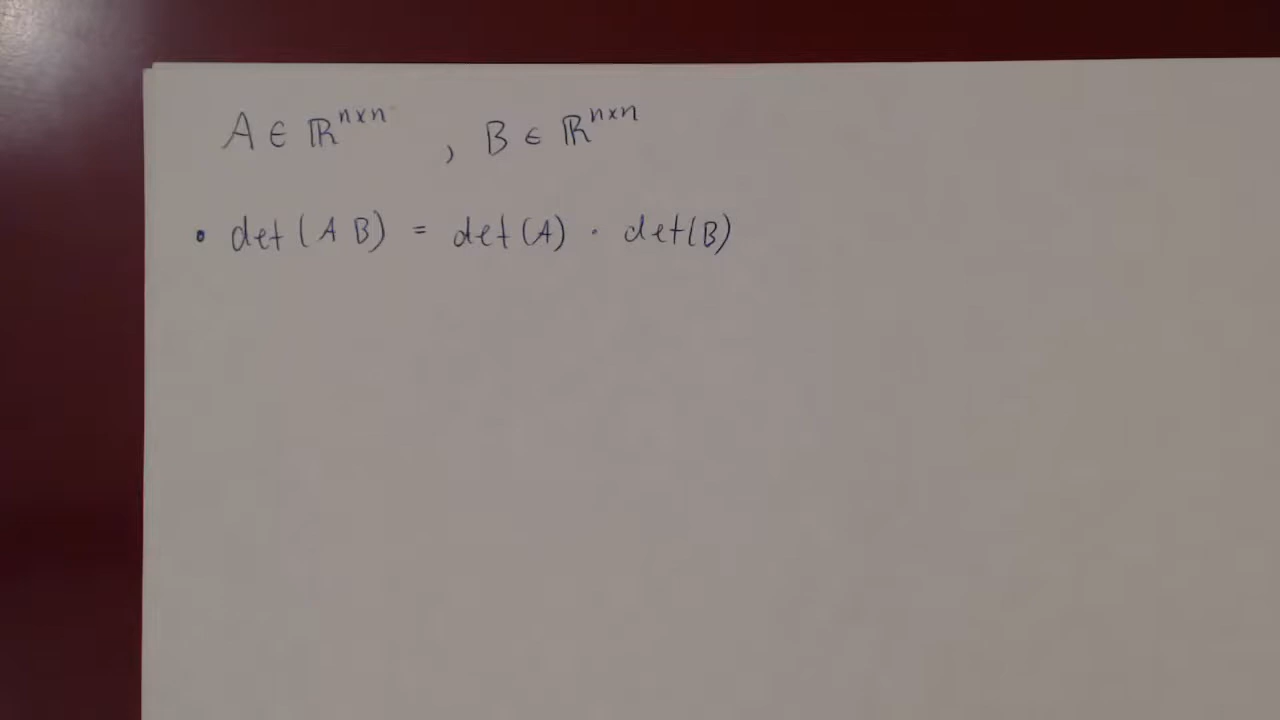 A ∈ ℝⁿˣⁿ , B ∈ ℝⁿˣⁿ
• det(A B) = det(A) · det(B)